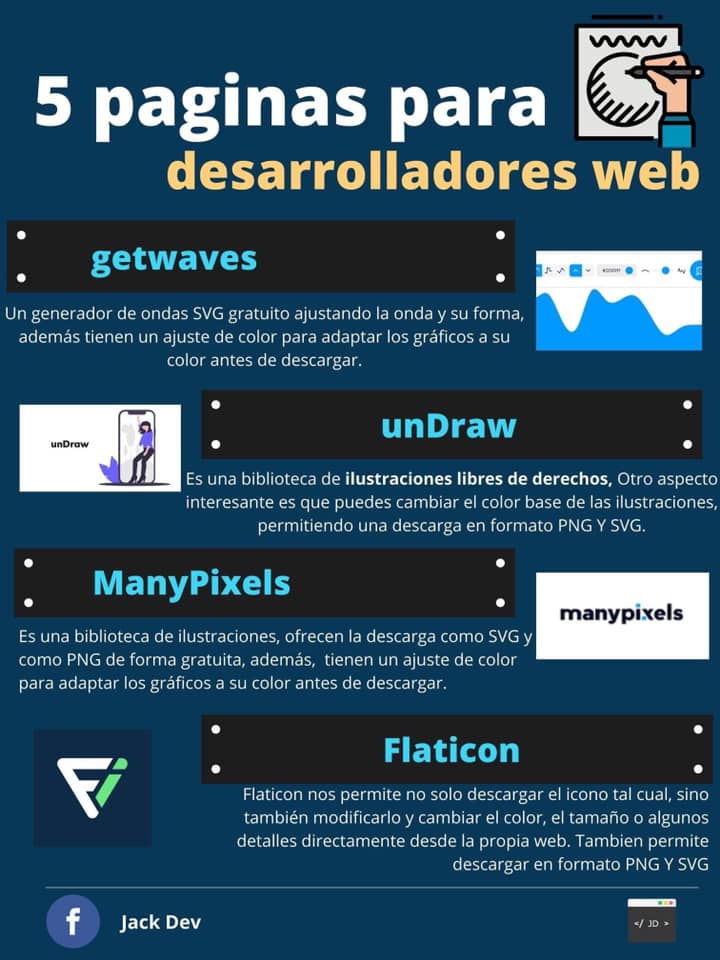 5 paginas para
desarrolladores web
getwaves
Un generador de ondas SVG gratuito ajustando la onda y su forma,
además tienen un ajuste de color para adaptar los gráficos a su
color antes de descargar.
unDraw
unDraw
Es una biblioteca de ilustraciones libres de derechos, Otro aspecto
interesante es que puedes cambiar el color base de las ilustraciones,
permitiendo una descarga en formato PNG Y SVG.
ManyPixels
manypixels
Es una biblioteca de ilustraciones, ofrecen la descarga como SVG y
como PNG de forma gratuita, además, tienen un ajuste de color
para adaptar los gráficos a su color antes de descargar.
Flaticon
Flaticon nos permite no solo descargar el icono tal cual, sino
también modificarlo y cambiar el color, el tamaño o algunos
detalles directamente desde la propia web. Tambien permite
descargar en formato PNG Y SVG
f
Jack Dev
</ JD >